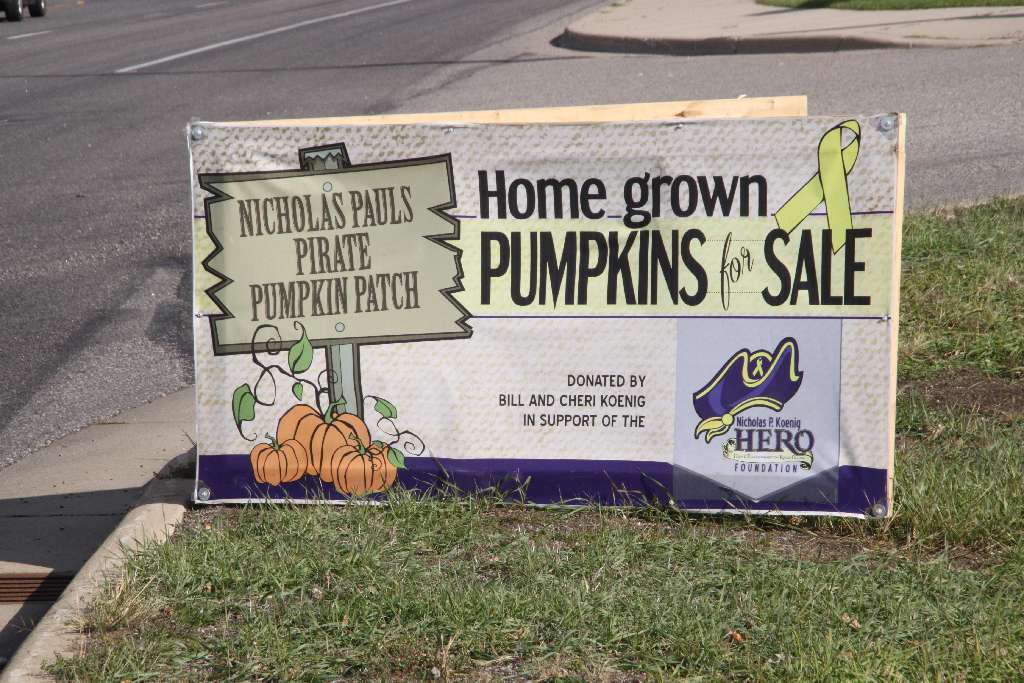 NICHOLAS PAULS
PIRATE
PUMPKIN PATCH
Home grown
PUMPKINS for SALE
DONATED BY
BILL AND CHERI KOENIG
IN SUPPORT OF THE
Nicholas P. Koenig
HERO
FOUNDATION